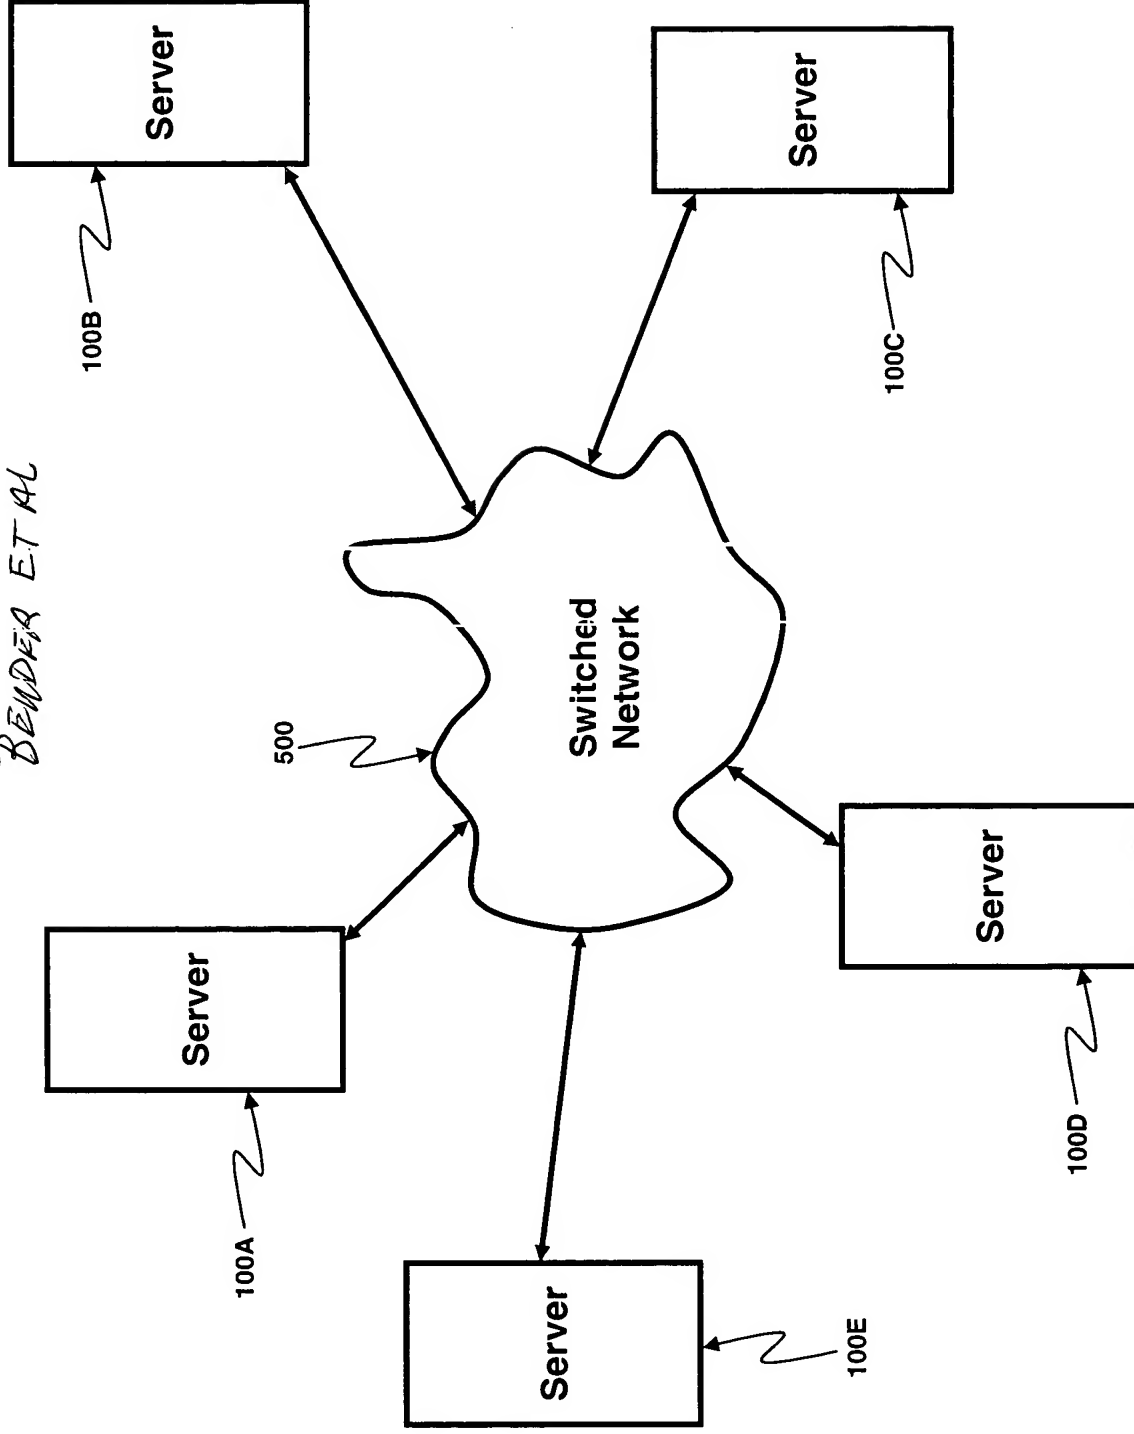 BENDER ET AL
Server
100A
Server
100B
500
Server
100E
Switched
Network
Server
100C
Server
100D